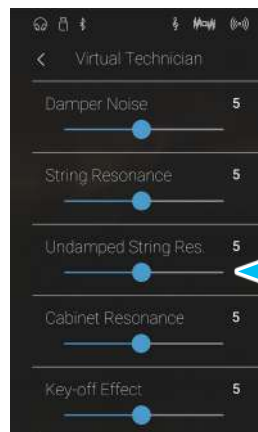 Virtual Technician
Damper Noise 5
String Resonance 5
Undamped String Res. 5
Cabinet Resonance 5
Key-off Effect 5